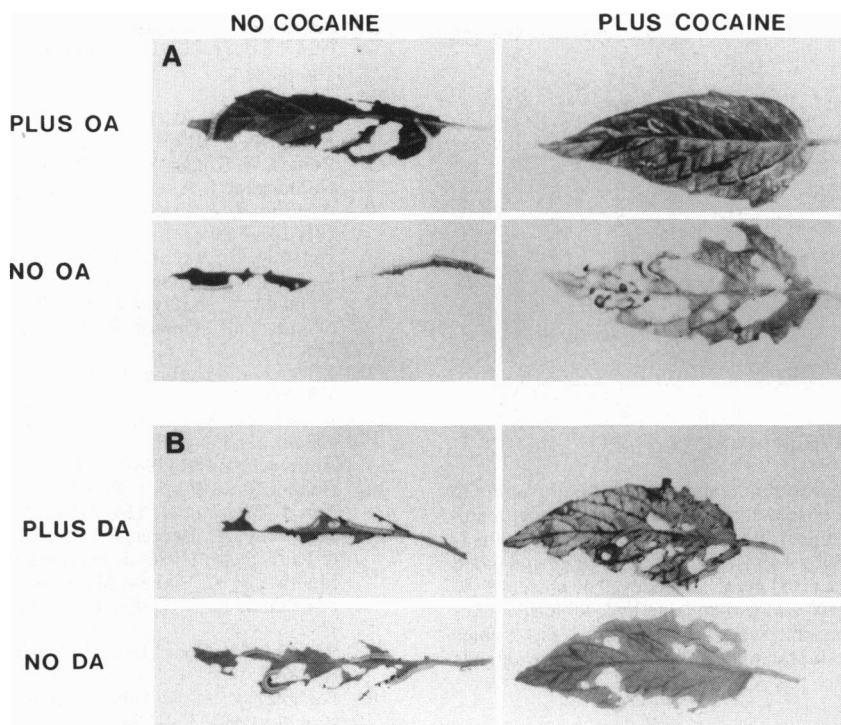 NO COCAINE PLUS COCAINE
A
PLUS OA
NO OA
B
PLUS DA
NO DA